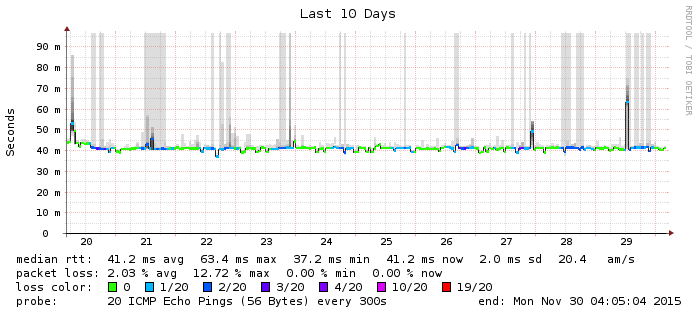 Last 10 Days
RRDTOOL / TOBI OETIKER
Seconds
90 m
80 m
70 m
60 m
50 m
40 m
30 m
20 m
10 m
0
20 21 22 23 24 25 26 27 28 29
median rtt: 41.2 ms avg 63.4 ms max 37.2 ms min 41.2 ms now 2.0 ms sd 20.4 am/s
packet loss: 2.03 % avg 12.72 % max 0.00 % min 0.00 % now
loss color: 0 1/20 2/20 3/20 4/20 10/20 19/20
probe: 20 ICMP Echo Pings (56 Bytes) every 300s end: Mon Nov 30 04:05:04 2015